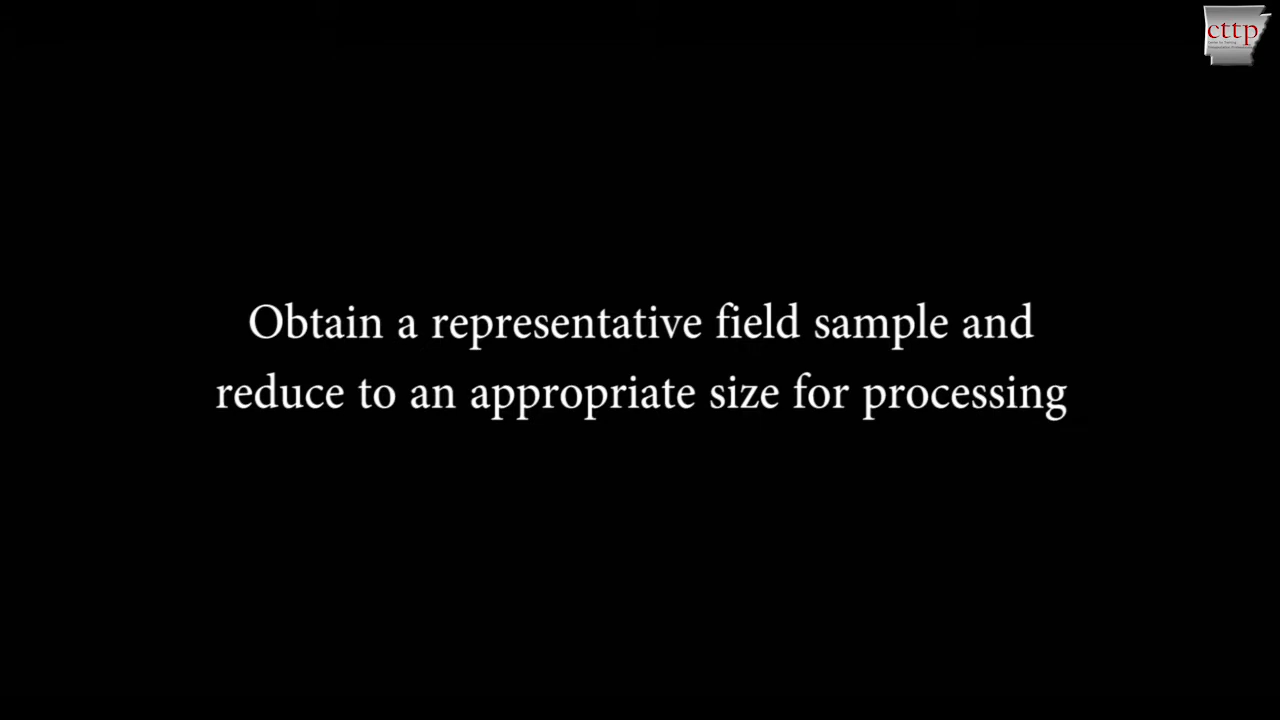 cttp
Obtain a representative field sample and
reduce to an appropriate size for processing